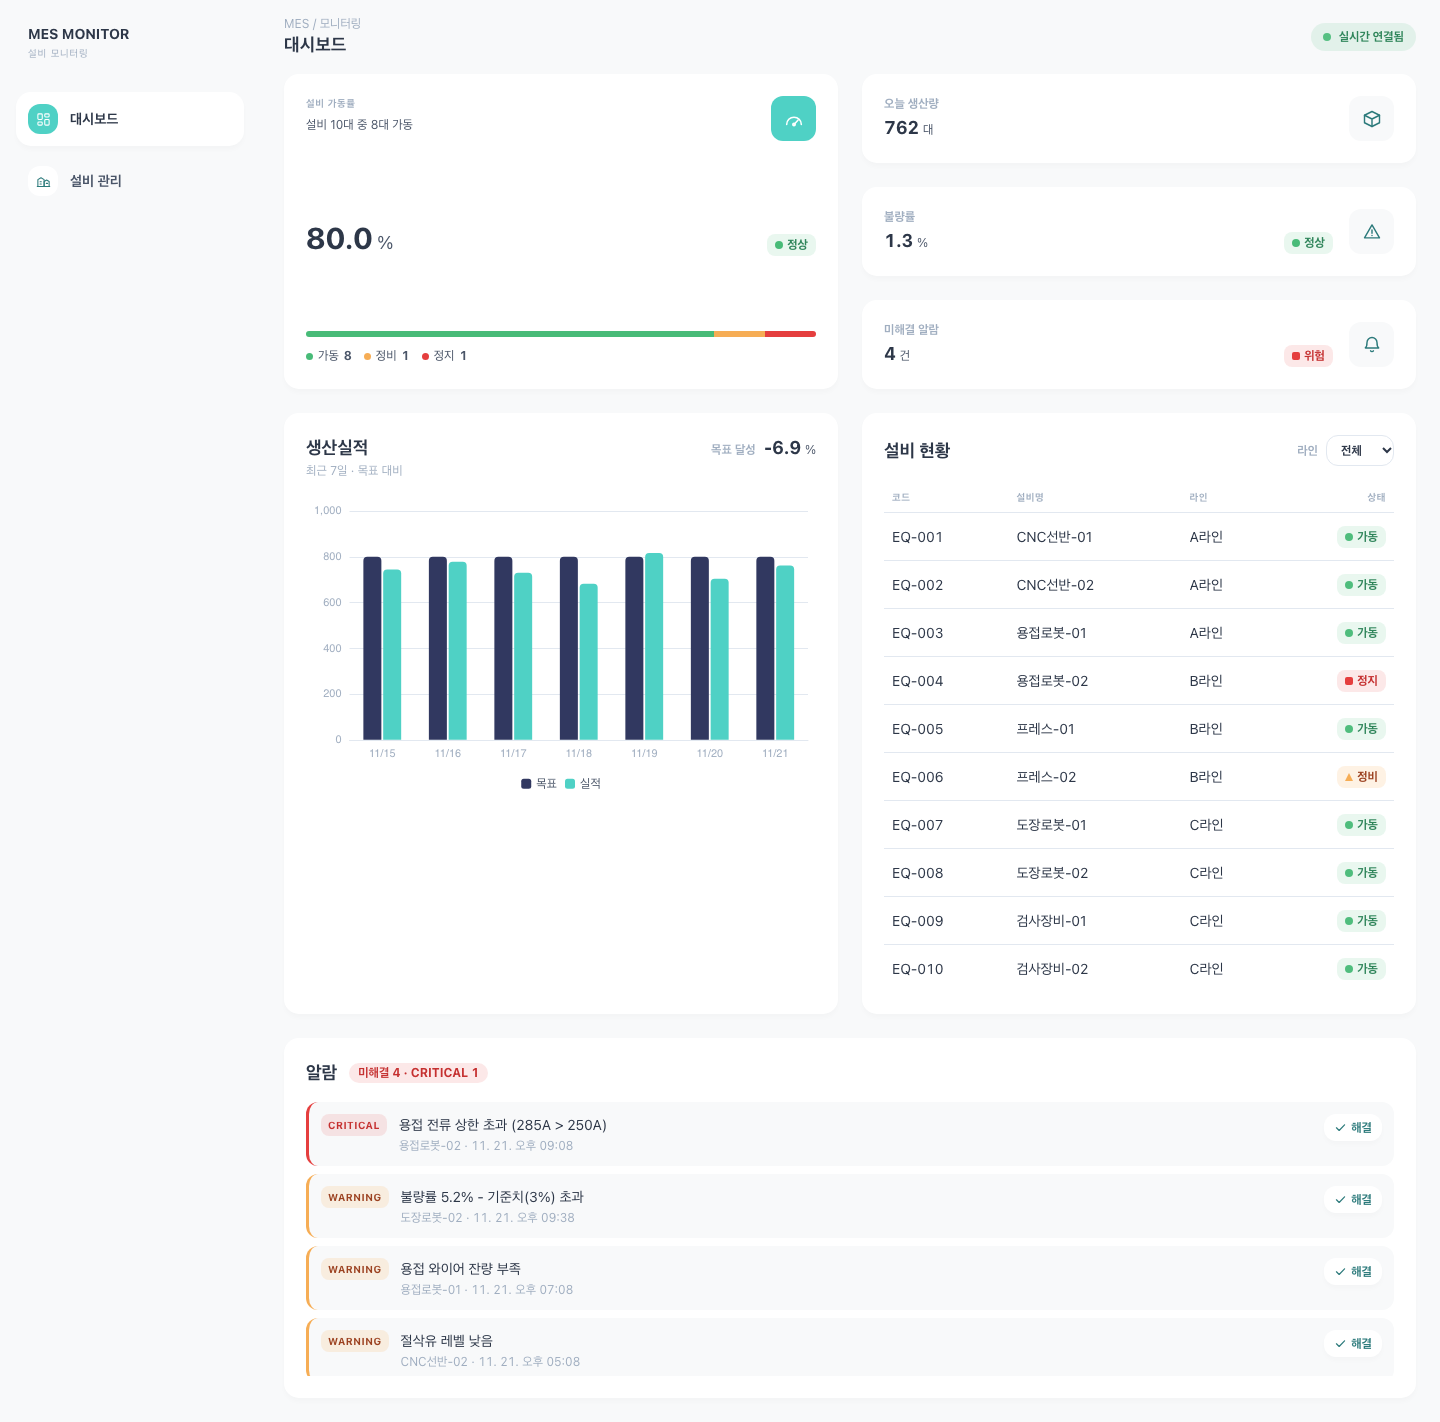 MES MONITOR
설비 모니터링
대시보드
설비 관리
MES / 모니터링
대시보드
실시간 연결됨
설비 가동률
설비 10대 중 8대 가동
80.0 %
정상
가동 8 정비 1 정지 1
오늘 생산량
762 대
불량률
1.3 %
정상
미해결 알람
4 건
위험
생산실적
최근 7일 · 목표 대비
목표 달성 -6.9 %
1,000
800
600
400
200
0
11/15 11/16 11/17 11/18 11/19 11/20 11/21
목표 실적
설비 현황
라인 전체
코드 설비명 라인 상태
EQ-001 CNC선반-01 A라인 가동
EQ-002 CNC선반-02 A라인 가동
EQ-003 용접로봇-01 A라인 가동
EQ-004 용접로봇-02 B라인 정지
EQ-005 프레스-01 B라인 가동
EQ-006 프레스-02 B라인 정비
EQ-007 도장로봇-01 C라인 가동
EQ-008 도장로봇-02 C라인 가동
EQ-009 검사장비-01 C라인 가동
EQ-010 검사장비-02 C라인 가동
알람 미해결 4 · CRITICAL 1
CRITICAL 용접 전류 상한 초과 (285A > 250A) 해결
용접로봇-02 · 11. 21. 오후 09:08
WARNING 불량률 5.2% - 기준치(3%) 초과 해결
도장로봇-02 · 11. 21. 오후 09:38
WARNING 용접 와이어 잔량 부족 해결
용접로봇-01 · 11. 21. 오후 07:08
WARNING 절삭유 레벨 낮음 해결
CNC선반-02 · 11. 21. 오후 05:08